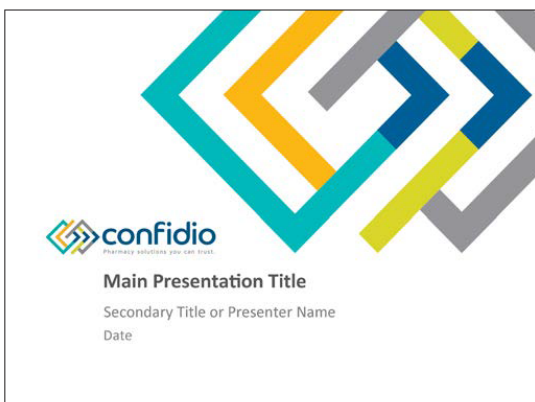 confidio
Pharmacy solutions you can trust.
Main Presentation Title
Secondary Title or Presenter Name
Date